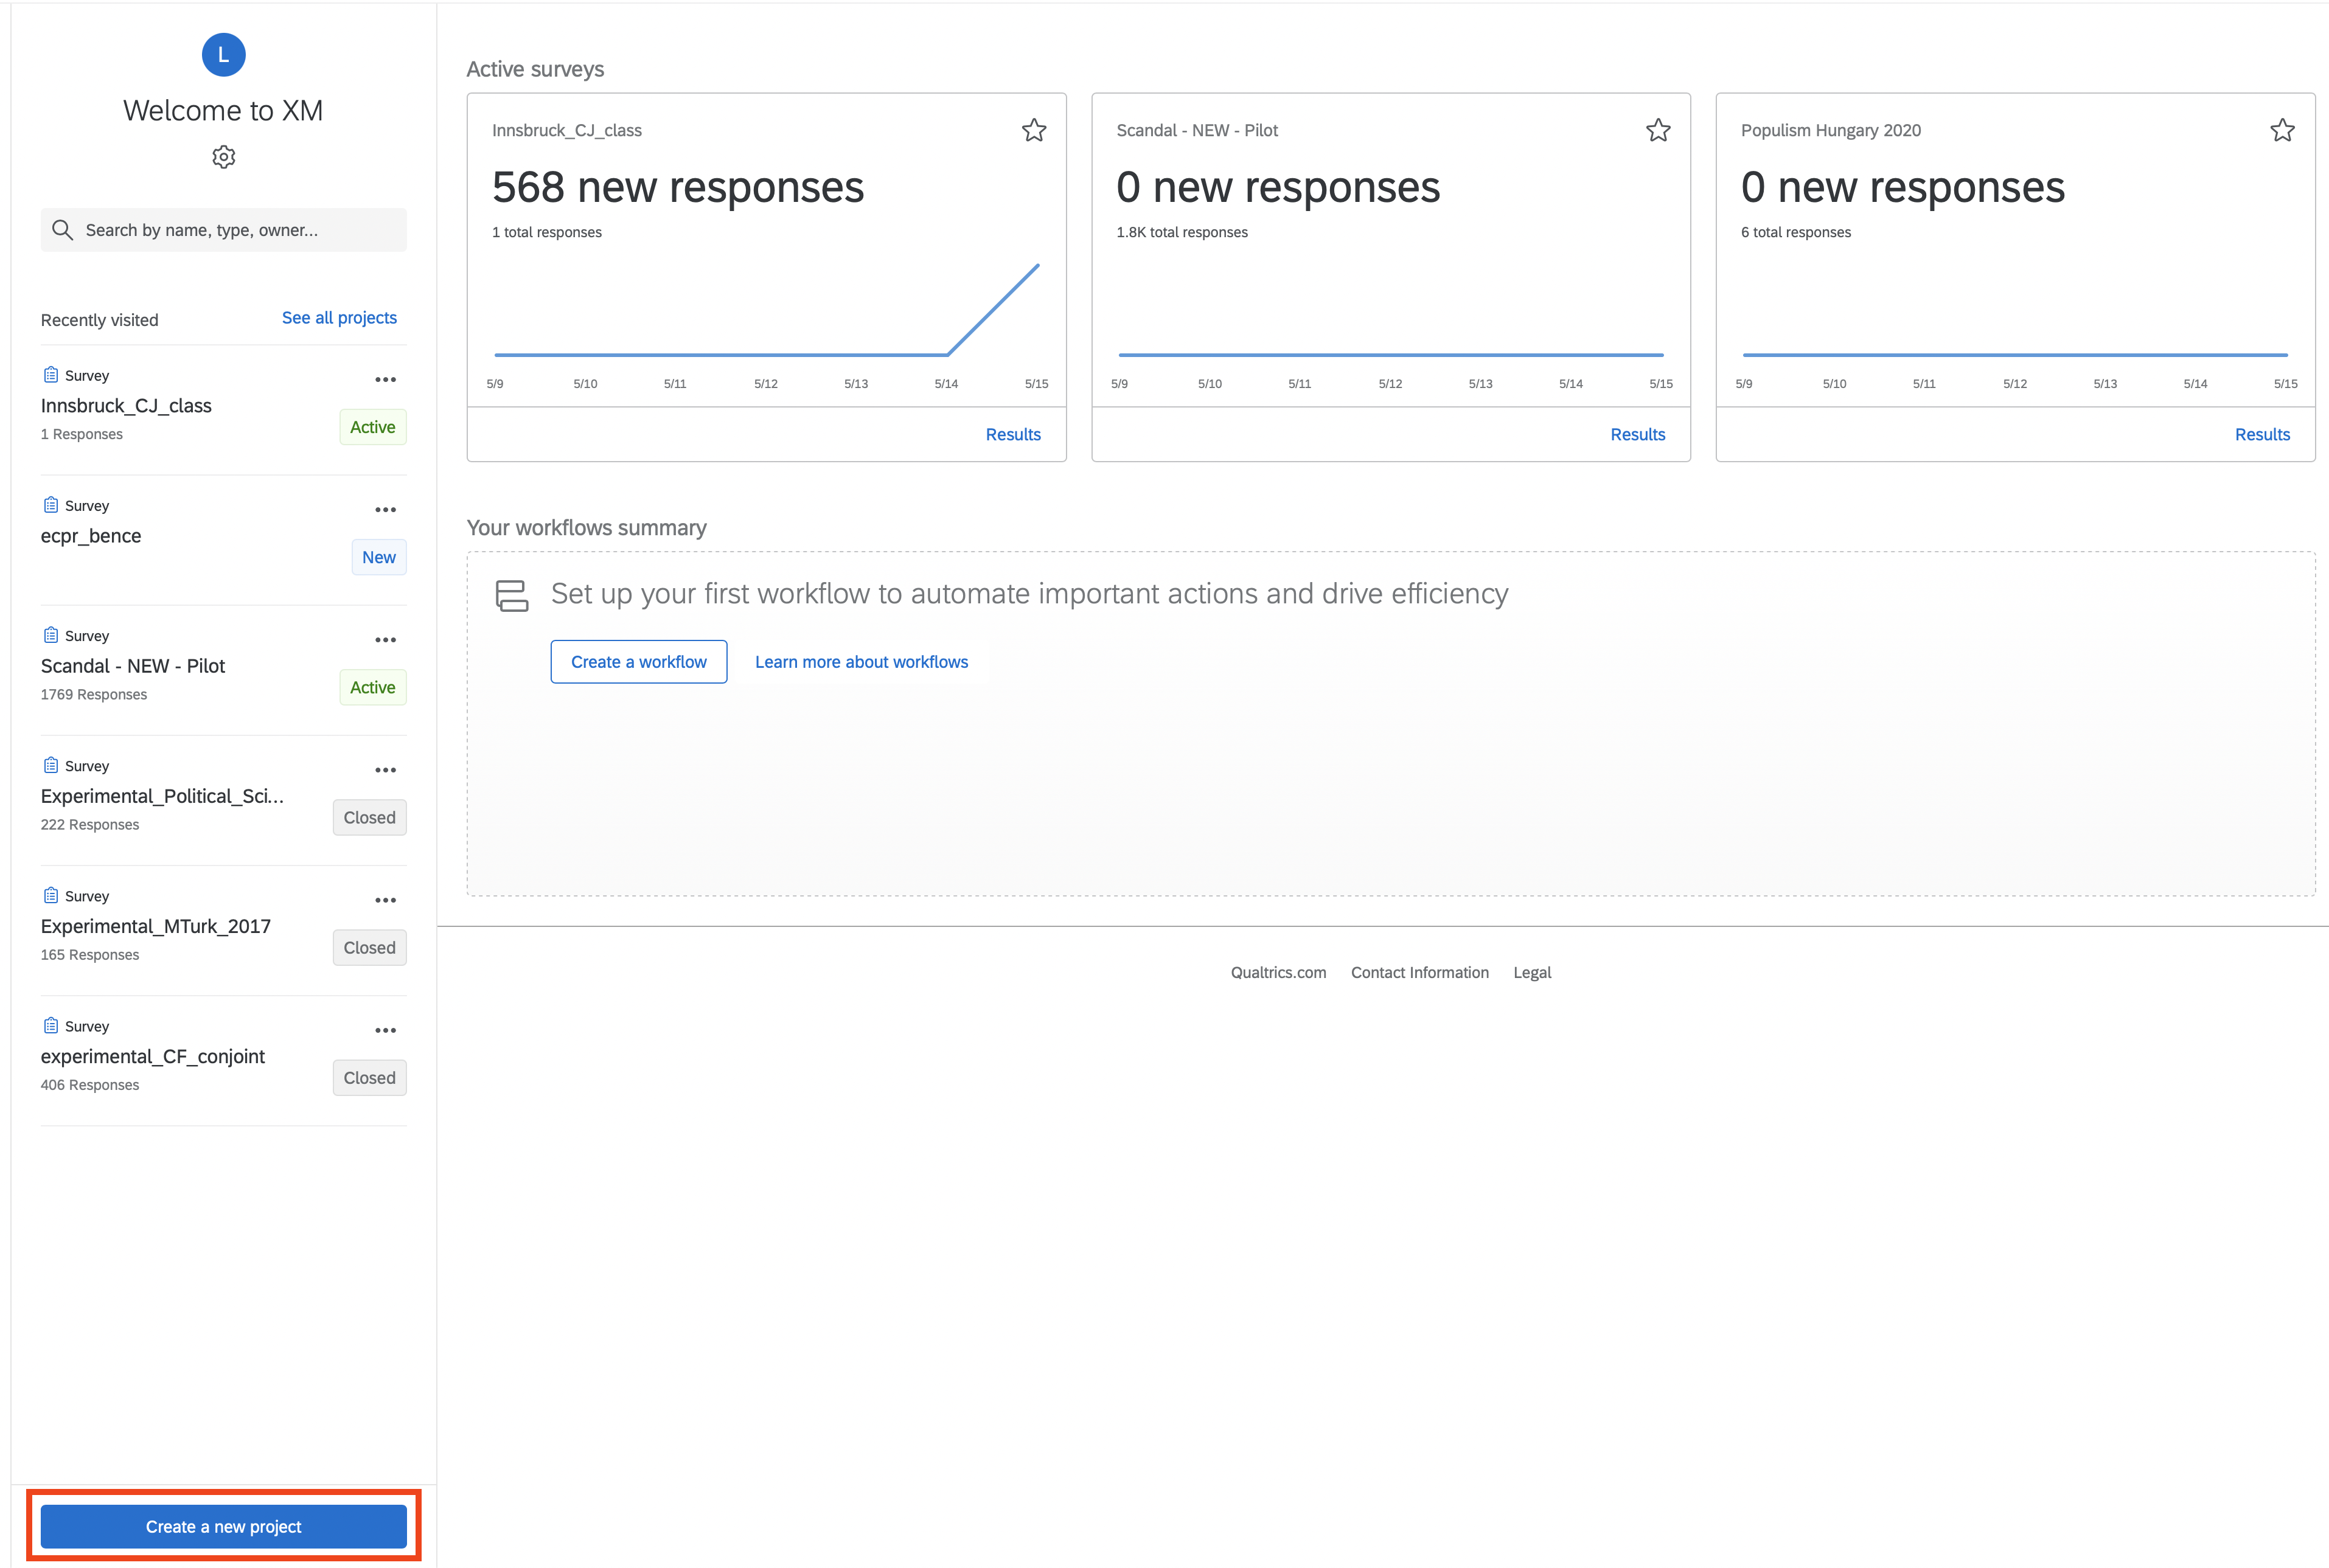 L
Welcome to XM
Search by name, type, owner...
Recently visited
See all projects
Survey
Innsbruck_CJ_class
1 Responses
Active
Survey
ecpr_bence
New
Survey
Scandal - NEW - Pilot
1769 Responses
Active
Survey
Experimental_Political_Sci...
222 Responses
Closed
Survey
Experimental_MTurk_2017
165 Responses
Closed
Survey
experimental_CF_conjoint
406 Responses
Closed
Create a new project
Active surveys
Innsbruck_CJ_class
568 new responses
1 total responses
5/9 5/10 5/11 5/12 5/13 5/14 5/15
Results
Scandal - NEW - Pilot
0 new responses
1.8K total responses
5/9 5/10 5/11 5/12 5/13 5/14 5/15
Results
Populism Hungary 2020
0 new responses
6 total responses
5/9 5/10 5/11 5/12 5/13 5/14 5/15
Results
Your workflows summary
Set up your first workflow to automate important actions and drive efficiency
Create a workflow
Learn more about workflows
Qualtrics.com Contact Information Legal